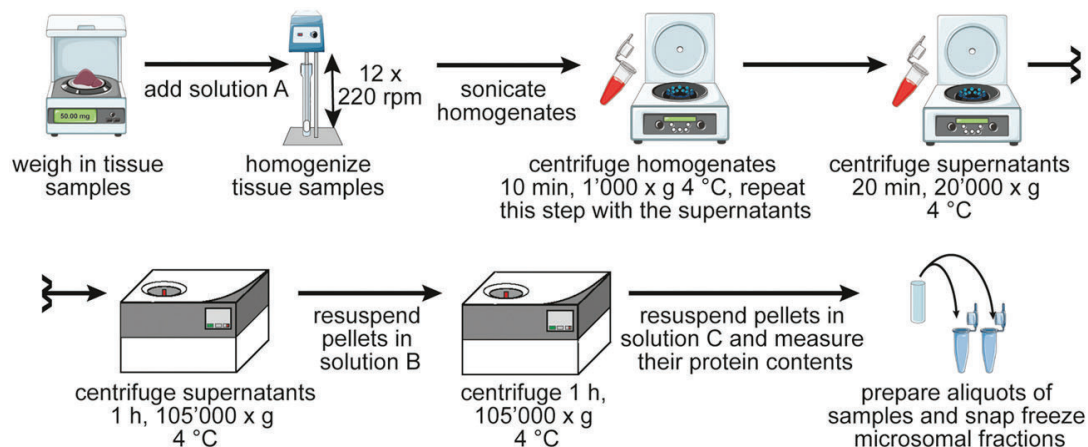 add solution A
12 x
220 rpm
sonicate
homogenates
50.00 mg
weigh in tissue
samples
homogenize
tissue samples
centrifuge homogenates
10 min, 1'000 x g 4 °C, repeat
this step with the supernatants
centrifuge supernatants
20 min, 20'000 x g
4 °C
resuspend
pellets in
solution B
resuspend pellets in
solution C and measure
their protein contents
centrifuge supernatants
1 h, 105'000 x g
4 °C
centrifuge 1 h,
105'000 x g
4 °C
prepare aliquots of
samples and snap freeze
microsomal fractions